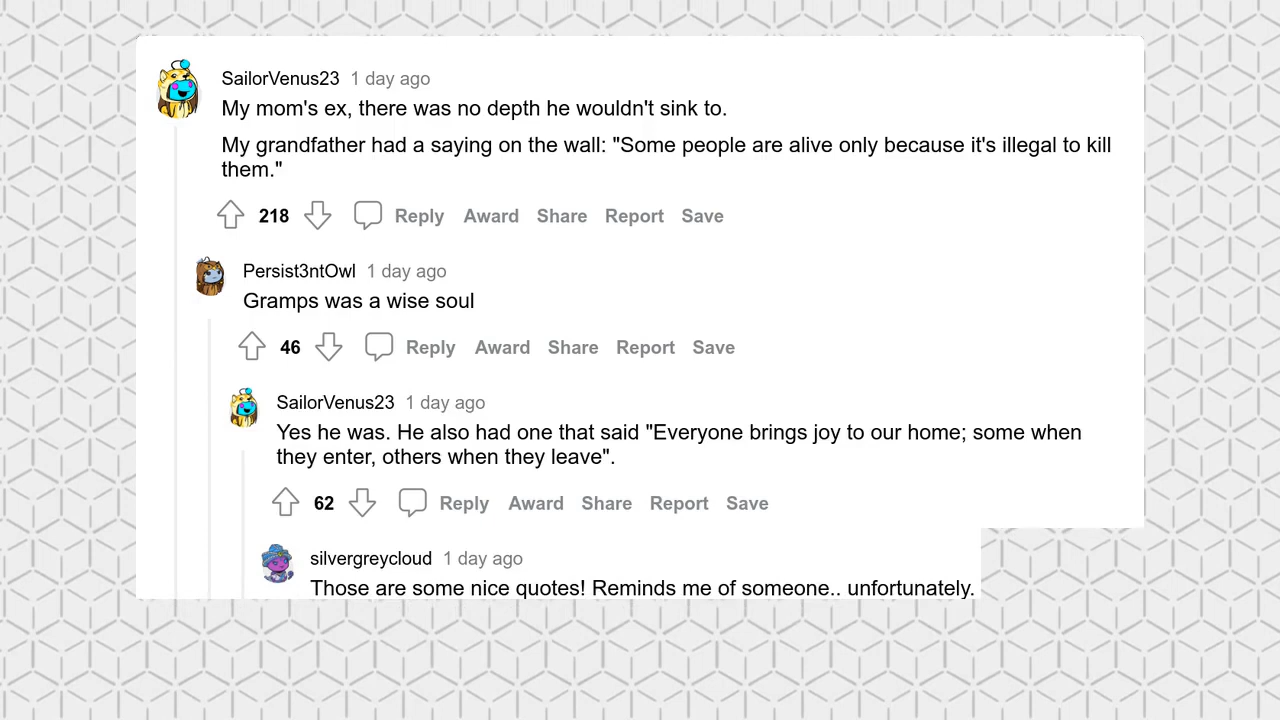 SailorVenus23 1 day ago
My mom's ex, there was no depth he wouldn't sink to.
My grandfather had a saying on the wall: "Some people are alive only because it's illegal to kill
them."
218 Reply Award Share Report Save
Persist3ntOwl 1 day ago
Gramps was a wise soul
46 Reply Award Share Report Save
SailorVenus23 1 day ago
Yes he was. He also had one that said "Everyone brings joy to our home; some when
they enter, others when they leave".
62 Reply Award Share Report Save
silvergreycloud 1 day ago
Those are some nice quotes! Reminds me of someone.. unfortunately.